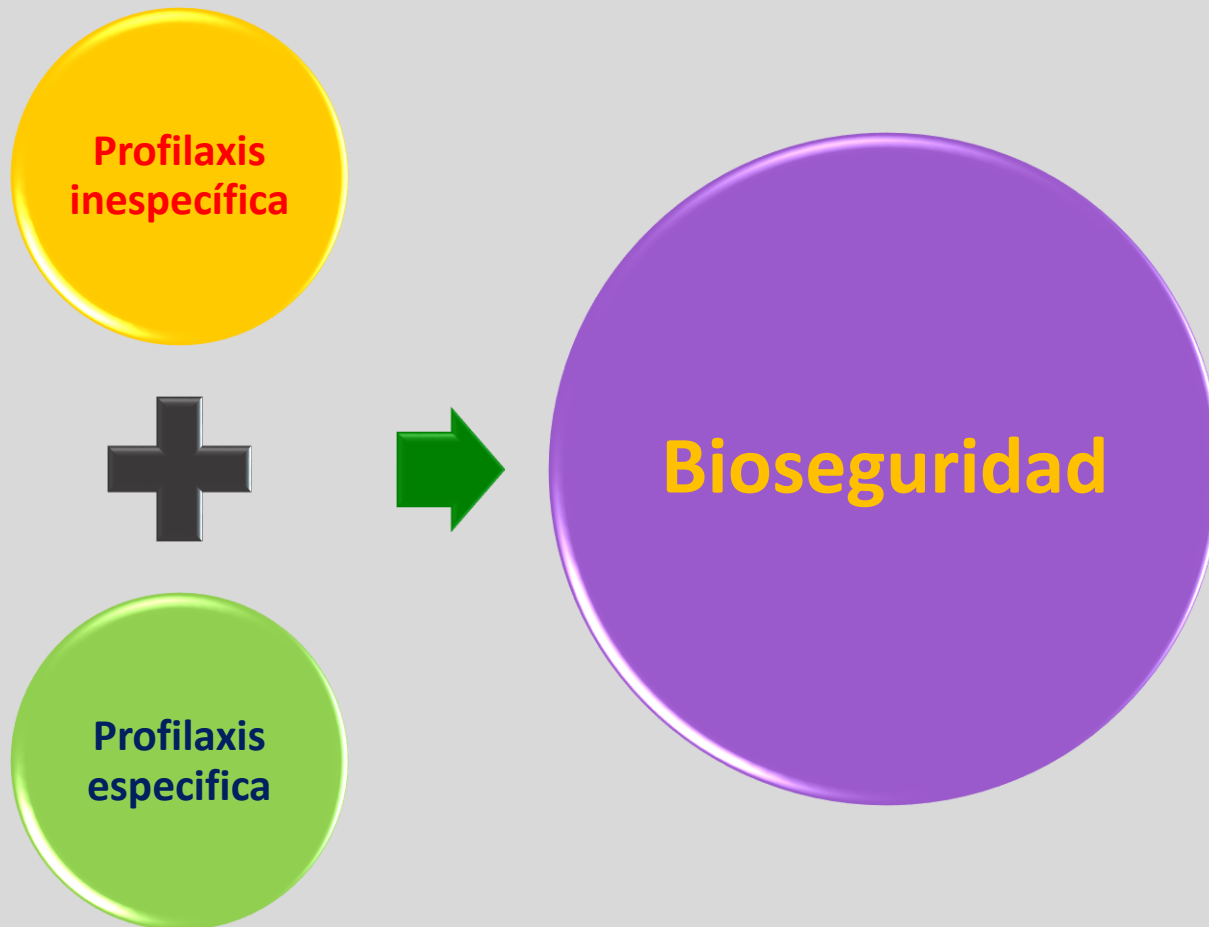 Profilaxis
inespecífica
Bioseguridad
Profilaxis
especifica